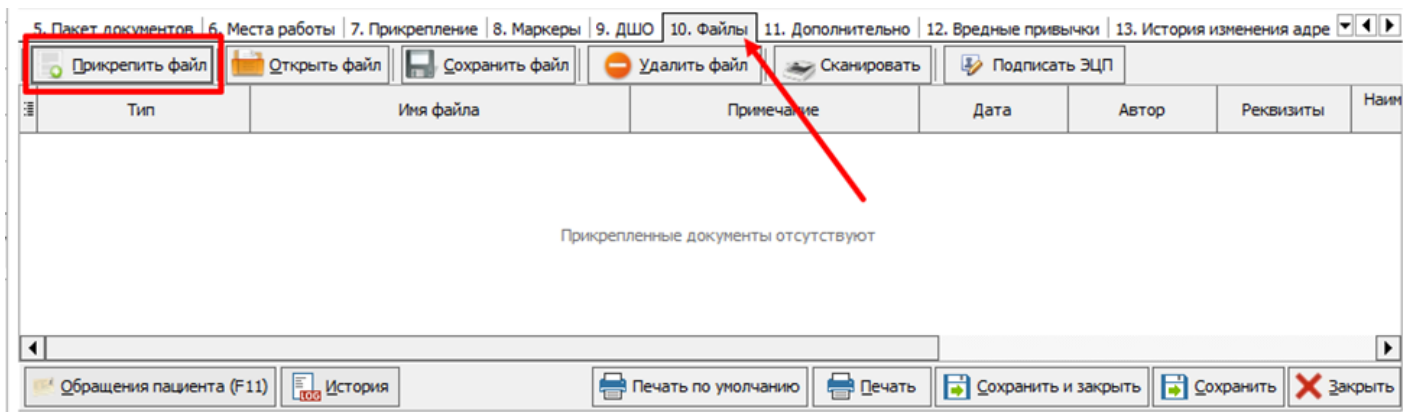 5. Пакет документов 6. Места работы 7. Прикрепление 8. Маркеры 9. ДШО 10. Файлы 11. Дополнительно 12. Вредные привычки 13. История изменения адре
Прикрепить файл Открыть файл Сохранить файл Удалить файл Сканировать Подписать ЭЦП
Тип Имя файла Примечание Дата Автор Реквизиты Наим
Прикрепленные документы отсутствуют
Обращения пациента (F11) LOG История Печать по умолчанию Печать Сохранить и закрыть Сохранить Закрыть